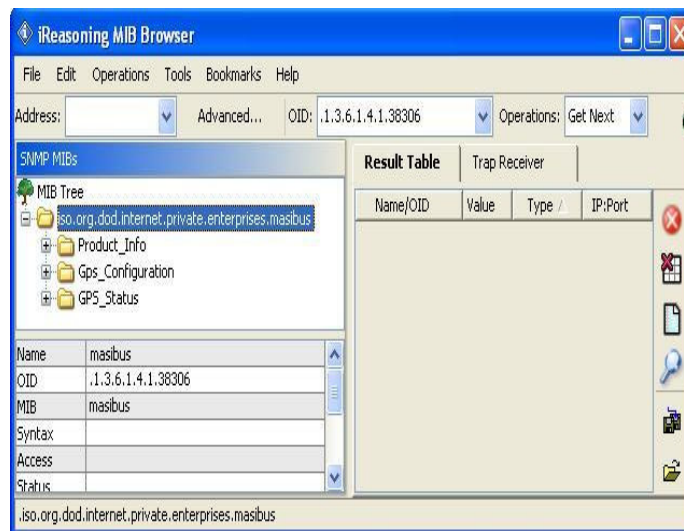 iReasoning MIB Browser
File Edit Operations Tools Bookmarks Help
Address: Advanced... OID: .1.3.6.1.4.1.38306 Operations: Get Next
SNMP MIBs
Result Table Trap Receiver
MIB Tree
Name/OID Value Type IP:Port
iso.org.dod.internet.private.enterprises.masibus
Product_Info
Gps_Configuration
GPS_Status
Name masibus
OID .1.3.6.1.4.1.38306
MIB masibus
Syntax
Access
Status
.iso.org.dod.internet.private.enterprises.masibus